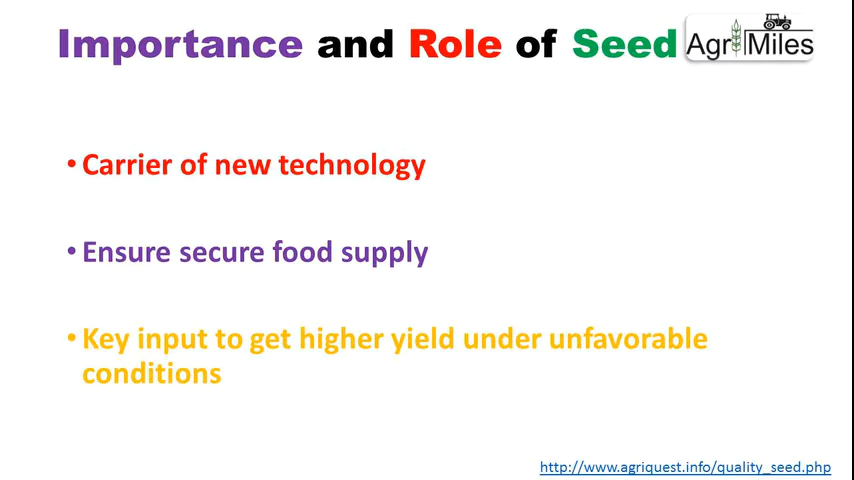 Importance and Role of Seed
Agri Miles
• Carrier of new technology
• Ensure secure food supply
• Key input to get higher yield under unfavorable
conditions
http://www.agriquest.info/quality_seed.php